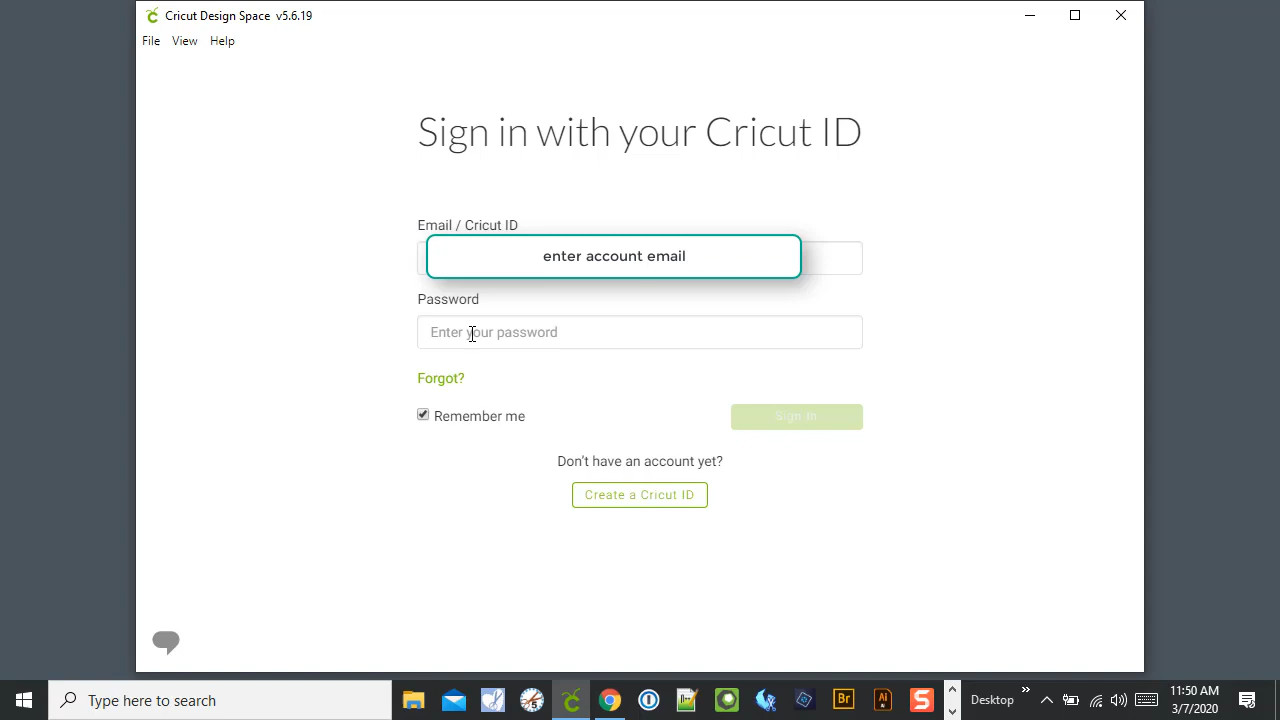 Cricut Design Space v5.6.19
File View Help
Sign in with your Cricut ID
Email / Cricut ID
enter account email
Password
Enter your password
Forgot?
Remember me
Sign In
Don't have an account yet?
Create a Cricut ID
Type here to search
Br
Ai
S
Desktop
11:50 AM
3/7/2020